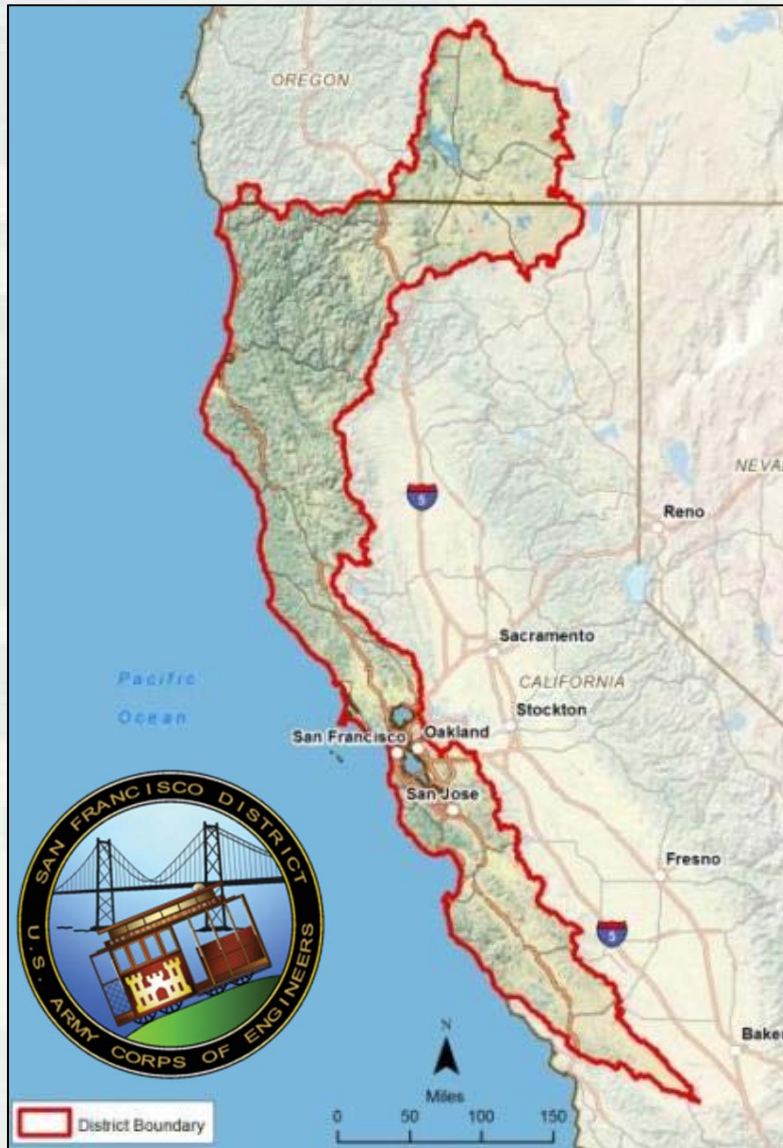 OREGON
NEVA
5
Reno
Sacramento
CALIFORNIA
Pacific
Ocean
Stockton
San Francisco
Oakland
San Jose
Fresno
5
SAN FRANCISCO DISTRICT
U.S. ARMY CORPS OF ENGINEERS
Baker
N
Miles
0 50 100 150
District Boundary